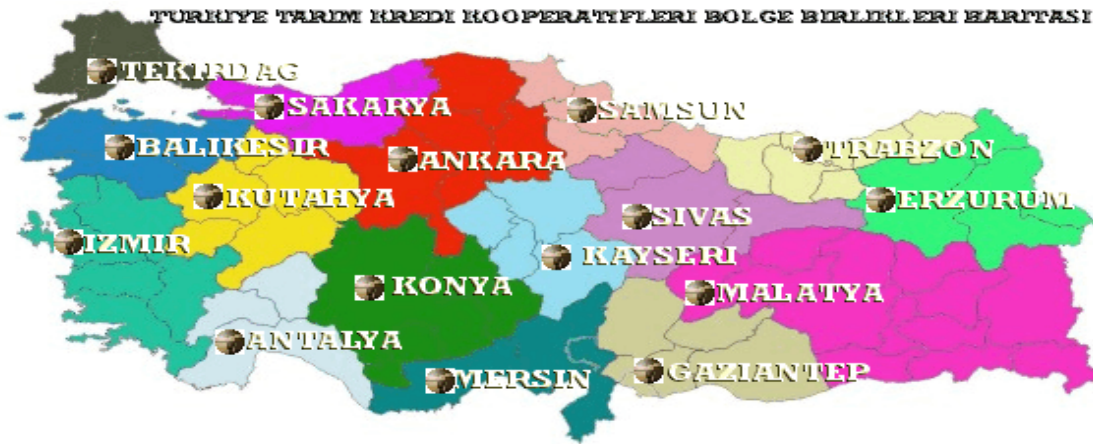 TURKIYE TARIM KREDI KOOPERATIFLERI BOLGE BIRLIKLERI HARITASI
TEKIRDAG
SAKARYA
SAMSUN
BALIKESIR
ANKARA
TRABZON
KUTAHYA
ERZURUM
SIVAS
IZMIR
KAYSERI
KONYA
MALATYA
ANTALYA
MERSIN
GAZIANTEP